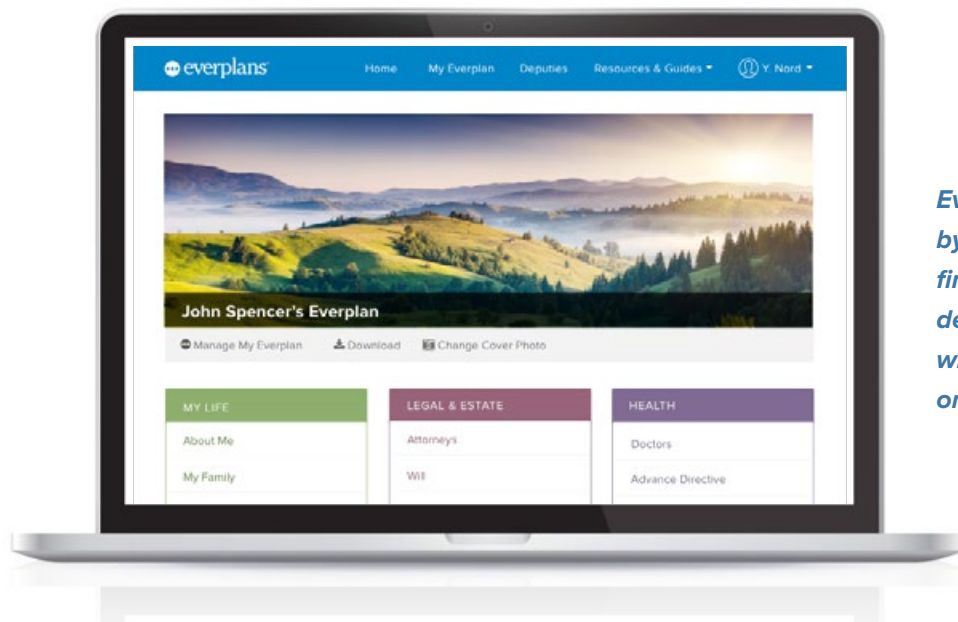 everplans Home My Everplan Deputies Resources & Guides Y. Nord
John Spencer's Everplan
Manage My Everplan Download Change Cover Photo
MY LIFE LEGAL & ESTATE HEALTH
About Me Attorneys Doctors
My Family Will Advance Directive